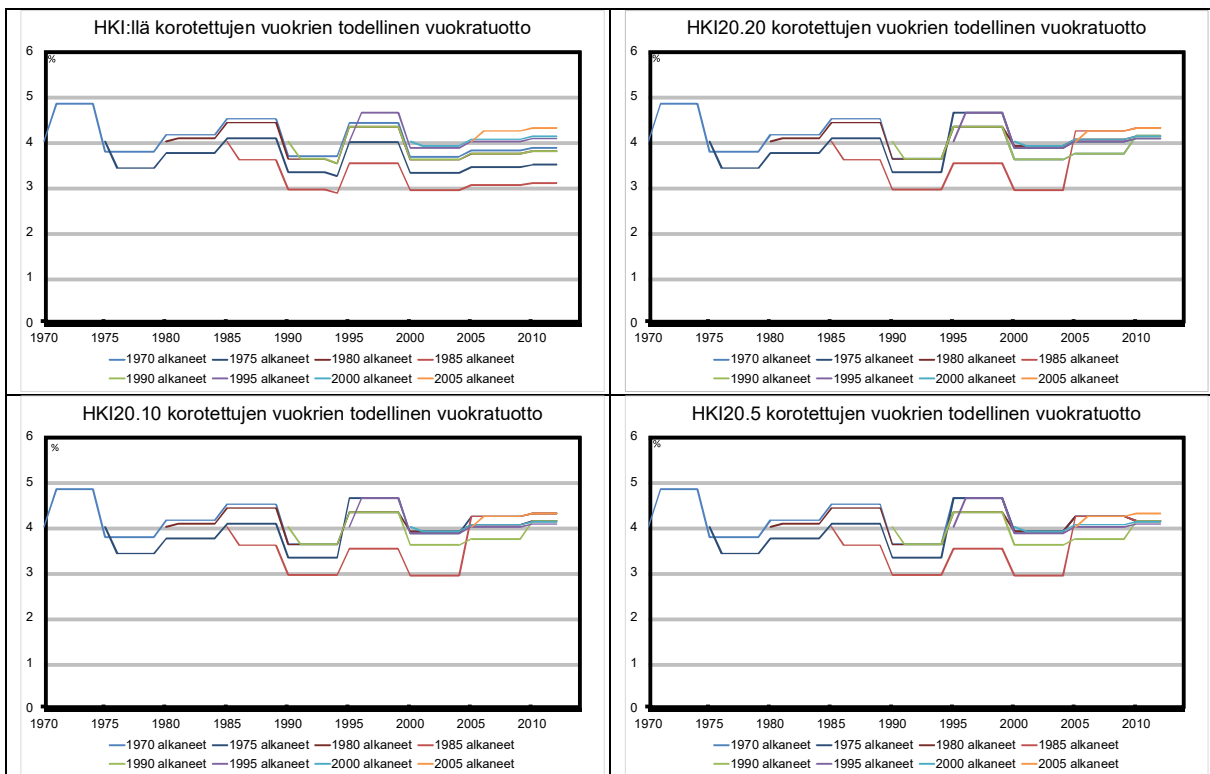 HKI:llä korotettujen vuokrien todellinen vuokratuotto
6
%
5
4
3
2
1
0
1970 1975 1980 1985 1990 1995 2000 2005 2010
1970 alkaneet 1975 alkaneet 1980 alkaneet 1985 alkaneet
1990 alkaneet 1995 alkaneet 2000 alkaneet 2005 alkaneet
HKI20.20 korotettujen vuokrien todellinen vuokratuotto
6
%
5
4
3
2
1
0
1970 1975 1980 1985 1990 1995 2000 2005 2010
1970 alkaneet 1975 alkaneet 1980 alkaneet 1985 alkaneet
1990 alkaneet 1995 alkaneet 2000 alkaneet 2005 alkaneet
HKI20.10 korotettujen vuokrien todellinen vuokratuotto
6
%
5
4
3
2
1
0
1970 1975 1980 1985 1990 1995 2000 2005 2010
1970 alkaneet 1975 alkaneet 1980 alkaneet 1985 alkaneet
1990 alkaneet 1995 alkaneet 2000 alkaneet 2005 alkaneet
HKI20.5 korotettujen vuokrien todellinen vuokratuotto
6
%
5
4
3
2
1
0
1970 1975 1980 1985 1990 1995 2000 2005 2010
1970 alkaneet 1975 alkaneet 1980 alkaneet 1985 alkaneet
1990 alkaneet 1995 alkaneet 2000 alkaneet 2005 alkaneet